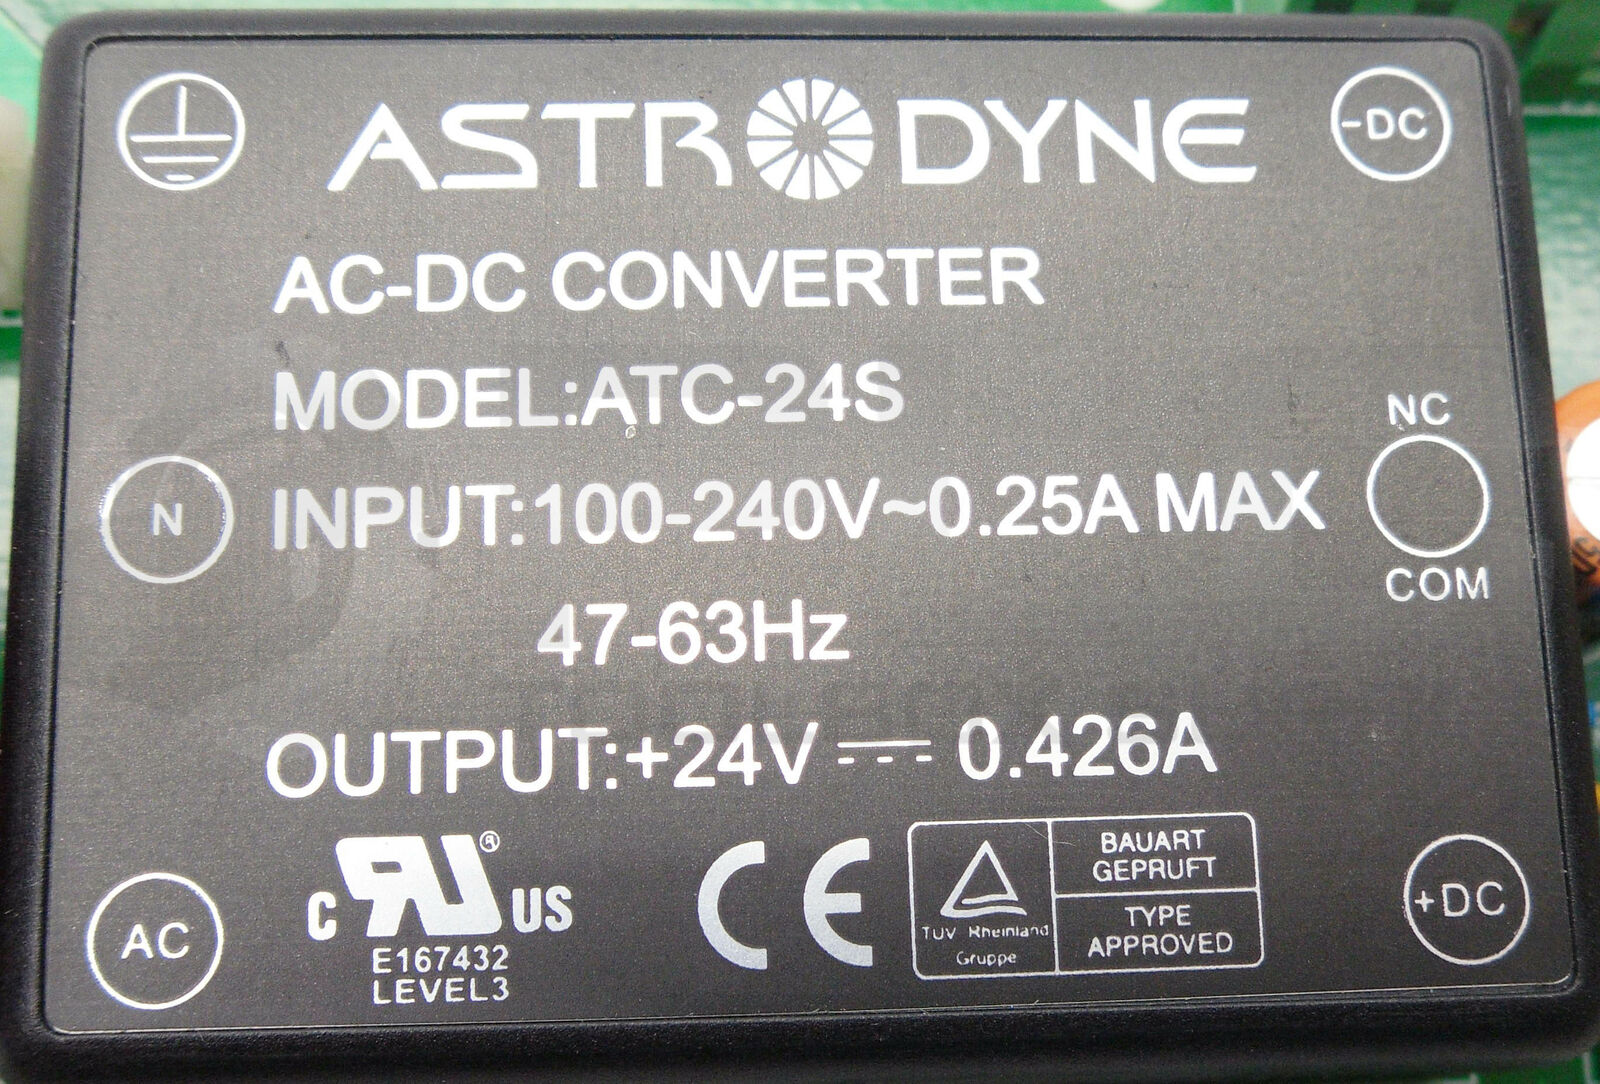 ASTRODYNE
-DC
AC-DC CONVERTER
MODEL:ATC-24S
NC
N
INPUT:100-240V~0.25A MAX
COM
47-63Hz
OUTPUT:+24V ⎓ 0.426A
AC
C RU® US
E167432
LEVEL3
CE
TUV Rheinland
Gruppe
BAUART
GEPRUFT
TYPE
APPROVED
+DC